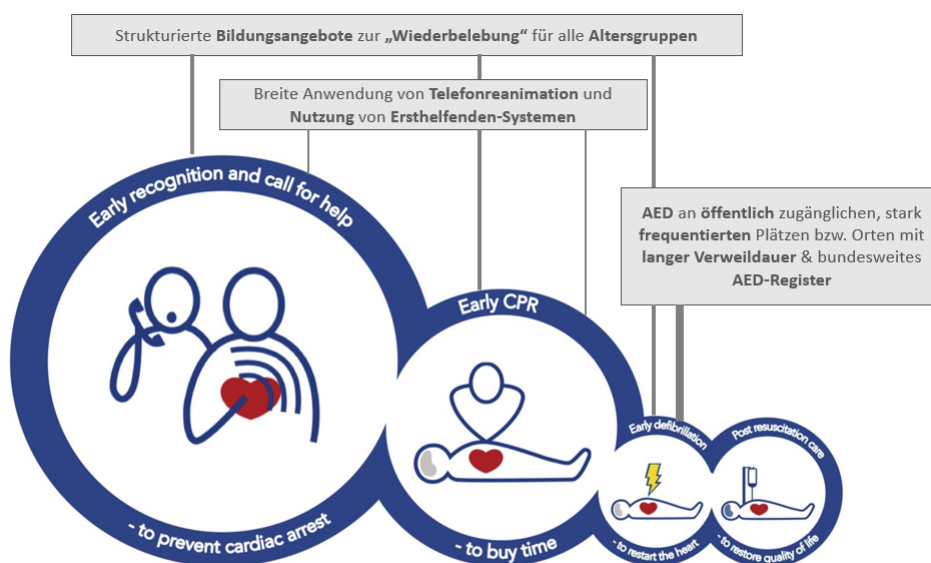 Strukturierte Bildungsangebote zur „Wiederbelebung“ für alle Altersgruppen
Breite Anwendung von Telefonreanimation und
Nutzung von Ersthelfenden-Systemen
AED an öffentlich zugänglichen, stark
frequentierten Plätzen bzw. Orten mit
langer Verweildauer & bundesweites
AED-Register
Early recognition and call for help
- to prevent cardiac arrest
Early CPR
- to buy time
Early defibrillation
- to restart the heart
Post resuscitation care
- to restore quality of life